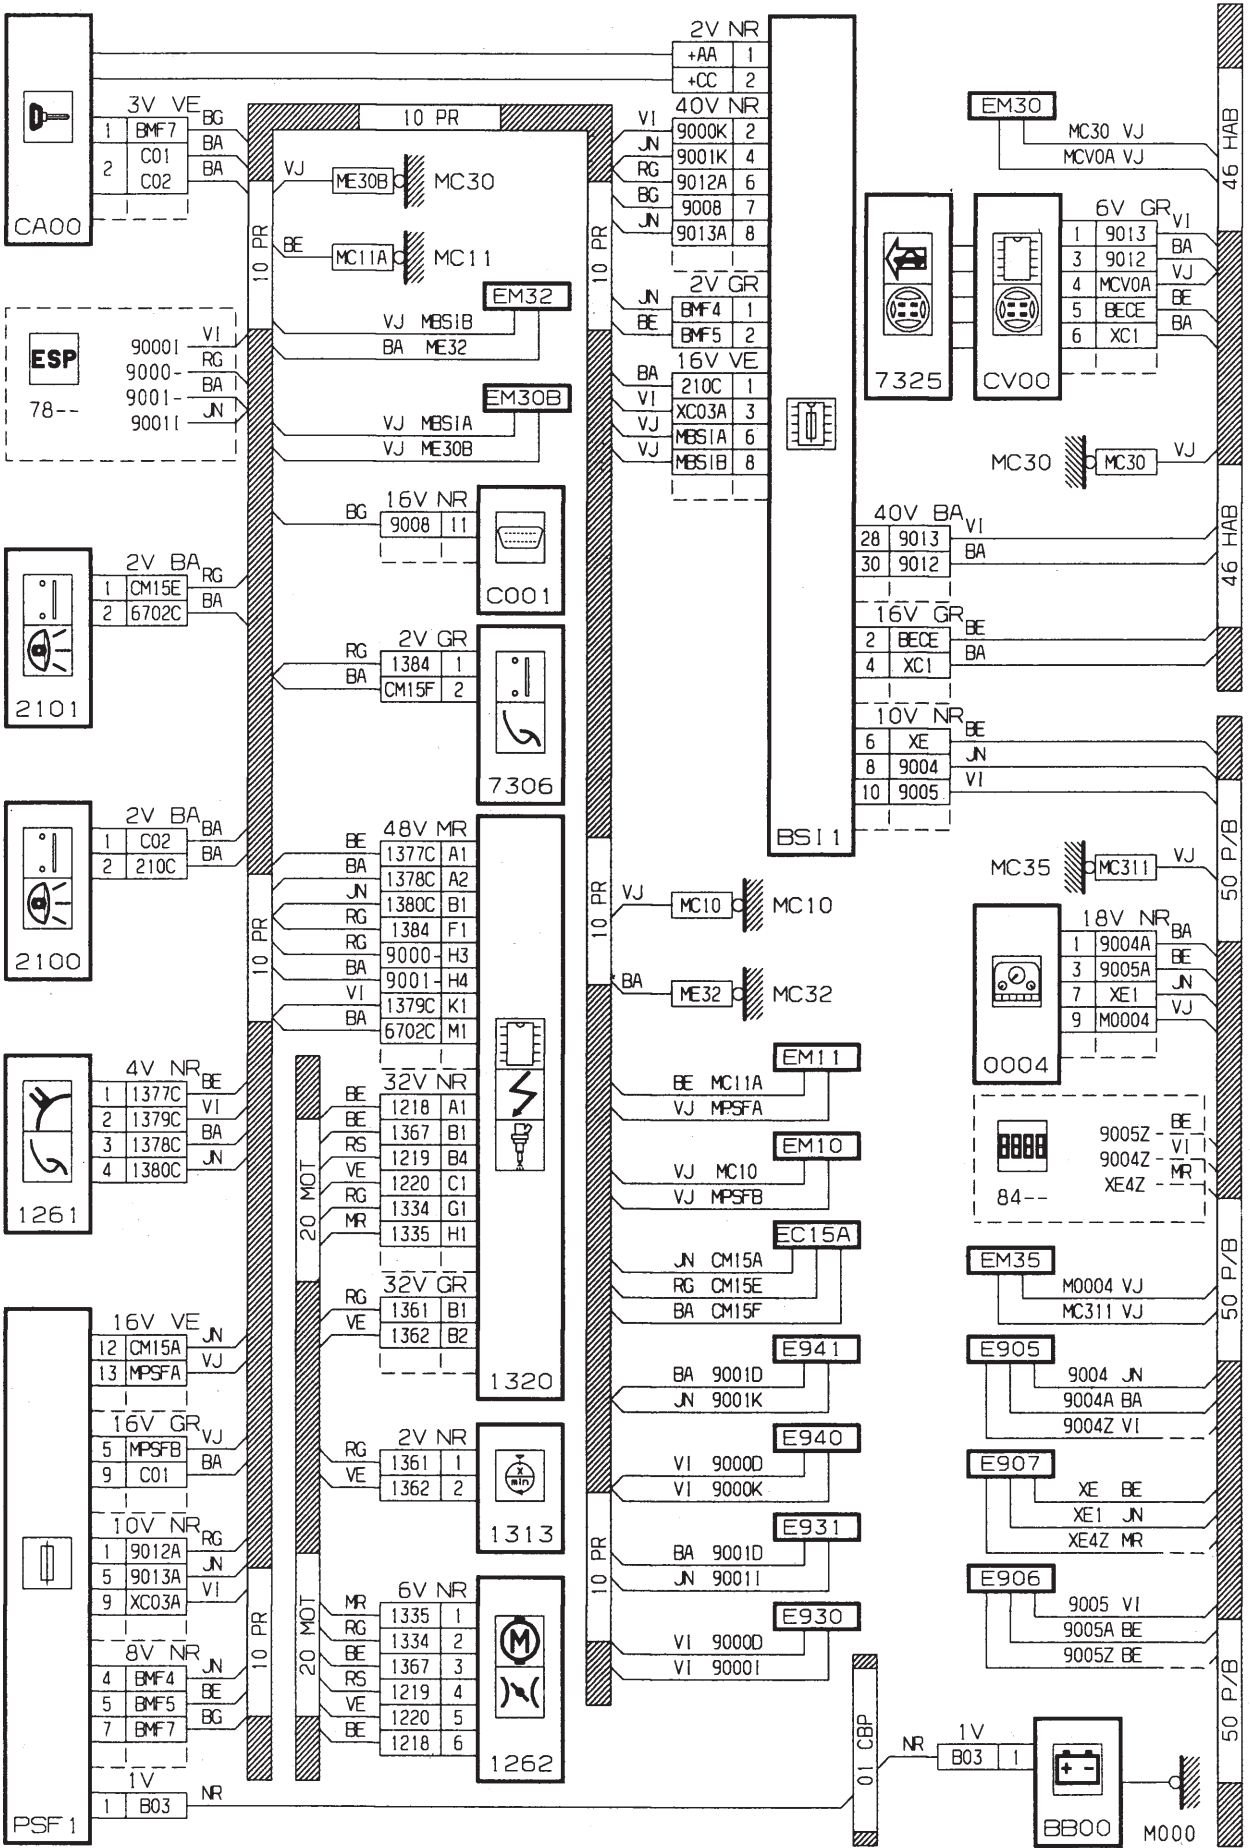 CA00
3V VE
1 BMF7 BG
2 C01 BA
C02 BA
10 PR
10 PR
VJ ME30B MC30
BE MC11A MC11
EM32
VJ MBSIB
BA ME32
EM30B
VJ MBSIA
VJ ME30B
ESP
78--
9000I VI
9000- RG
9001- BA
9001I JN
16V NR
BG 9008 11
C001
2101
2V BA
1 CM15E RG
2 6702C BA
2V GR
RG 1384 1
BA CM15F 2
7306
2100
2V BA
1 C02 BA
2 210C BA
10 PR
48V MR
BE 1377C A1
BA 1378C A2
JN 1380C B1
RG 1384 F1
RG 9000- H3
BA 9001- H4
VI 1379C K1
BA 6702C M1
32V NR
BE 1218 A1
BE 1367 B1
RS 1219 B4
VE 1220 C1
RG 1334 G1
MR 1335 H1
32V GR
RG 1361 B1
VE 1362 B2
1320
20 MOT
1261
4V NR
1 1377C BE
2 1379C VI
3 1378C BA
4 1380C JN
PSF1
16V VE
12 CM15A JN
13 MPSFA VJ
16V GR
5 MPSFB VJ
9 C01 BA
10V NR
1 9012A RG
5 9013A JN
9 XC03A VI
8V NR
4 BMF4 JN
5 BMF5 BE
7 BMF7 BG
1V
1 B03 NR
10 PR
2V NR
RG 1361 1
VE 1362 2
x
min
1313
20 MOT
6V NR
MR 1335 1
RG 1334 2
BE 1367 3
RS 1219 4
VE 1220 5
BE 1218 6
M
1262
2V NR
+AA 1
+CC 2
40V NR
VI 9000K 2
JN 9001K 4
RG 9012A 6
BG 9008 7
JN 9013A 8
10 PR
2V GR
JN BMF4 1
BE BMF5 2
16V VE
BA 210C 1
VI XC03A 3
VJ MBSIA 6
VJ MBSIB 8
BSI1
40V BA
28 9013 VI
30 9012 BA
16V GR
2 BECE BE
4 XC1 BA
10V NR
6 XE BE
8 9004 JN
10 9005 VI
10 PR
VJ MC10 MC10
BA ME32 MC32
EM11
BE MC11A
VJ MPSFA
EM10
VJ MC10
VJ MPSFB
EC15A
JN CM15A
RG CM15E
BA CM15F
E941
BA 9001D
JN 9001K
E940
VI 9000D
VI 9000K
10 PR
E931
BA 9001D
JN 9001I
E930
VI 9000D
VI 9000I
01 CBP
NR
1V
B03 1
BB00
M000
EM30
MC30 VJ
MCV0A VJ
46 HAB
7325
CV00
6V GR
1 9013 VI
3 9012 BA
4 MCV0A VJ
5 BECE BE
6 XC1 BA
MC30 MC30 VJ
46 HAB
50 P/B
MC35 MC311 VJ
0004
18V NR
1 9004A BA
3 9005A BE
7 XE1 JN
9 M0004 VJ
8888
84--
9005Z BE
9004Z VI
XE4Z MR
50 P/B
EM35
M0004 VJ
MC311 VJ
E905
9004 JN
9004A BA
9004Z VI
E907
XE BE
XE1 JN
XE4Z MR
E906
9005 VI
9005A BE
9005Z BE
50 P/B